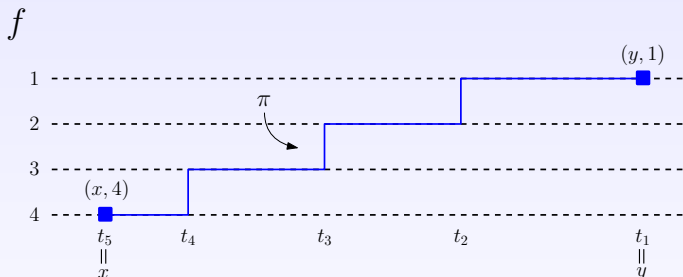 f
(y, 1)
1
π
2
3
(x, 4)
4
t₅ t₄ t₃ t₂ t₁
= =
x y